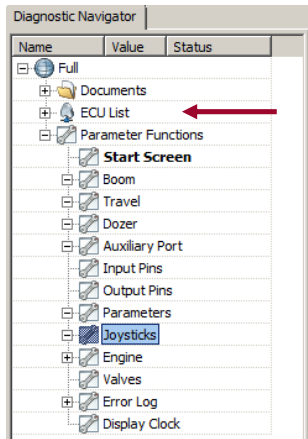 Diagnostic Navigator
Name Value Status
Full
Documents
ECU List
Parameter Functions
Start Screen
Boom
Travel
Dozer
Auxiliary Port
Input Pins
Output Pins
Parameters
Joysticks
Engine
Valves
Error Log
Display Clock